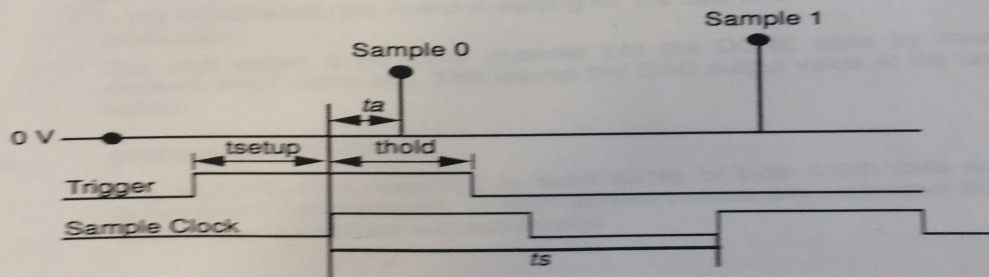 Sample 1
Sample 0
ta
0 V
tsetup
thold
Trigger
Sample Clock
ts